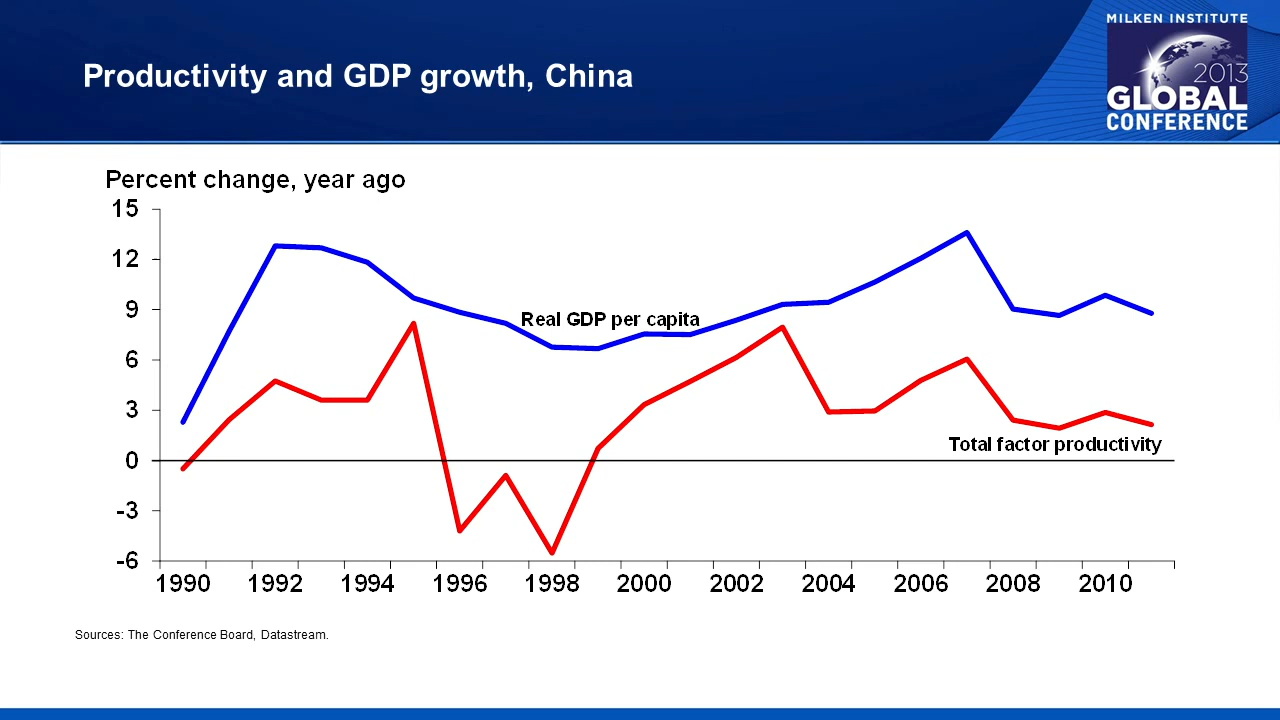 MILKEN INSTITUTE
2013
GLOBAL
CONFERENCE
Productivity and GDP growth, China
Percent change, year ago
15
12
9
6
3
0
-3
-6
Real GDP per capita
Total factor productivity
1990 1992 1994 1996 1998 2000 2002 2004 2006 2008 2010
Sources: The Conference Board, Datastream.